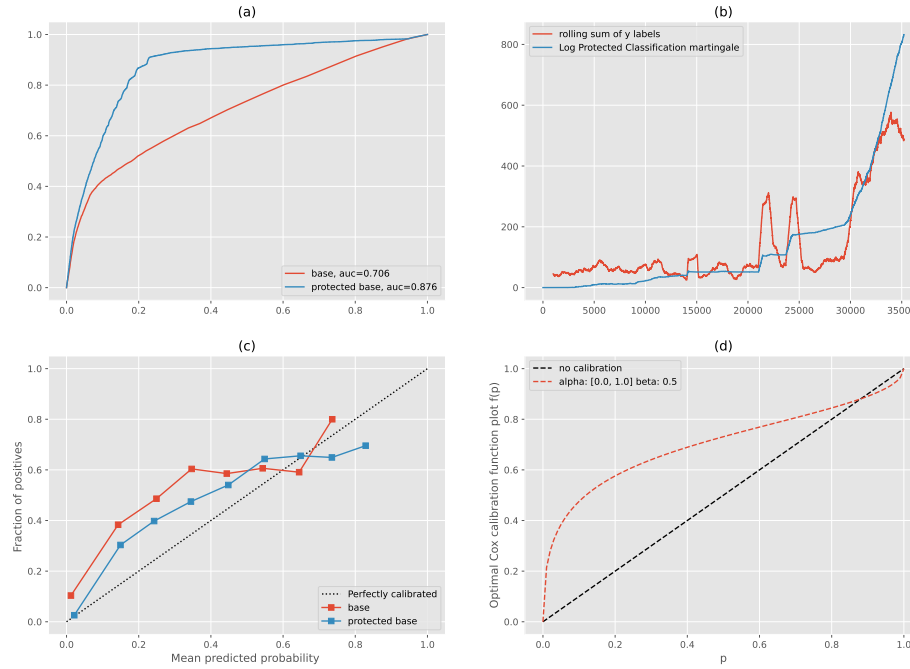 (a)
1.0
0.8
0.6
0.4
0.2
0.0
0.0 0.2 0.4 0.6 0.8 1.0
base, auc=0.706
protected base, auc=0.876
(b)
rolling sum of y labels
Log Protected Classification martingale
800
600
400
200
0
0 5000 10000 15000 20000 25000 30000 35000
(c)
Fraction of positives
1.0
0.8
0.6
0.4
0.2
0.0
Perfectly calibrated
base
protected base
0.0 0.2 0.4 0.6 0.8 1.0
Mean predicted probability
(d)
Optimal Cox calibration function plot f(p)
no calibration
alpha: [0.0, 1.0] beta: 0.5
1.0
0.8
0.6
0.4
0.2
0.0
0.0 0.2 0.4 0.6 0.8 1.0
p